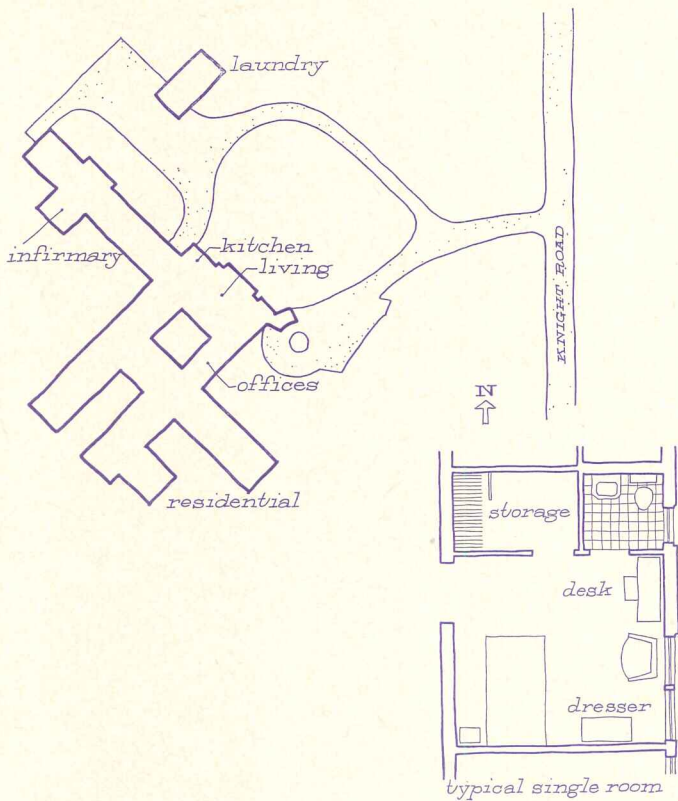 laundry
infirmary
kitchen
living
offices
residential
KNIGHT ROAD
N
storage
desk
dresser
typical single room